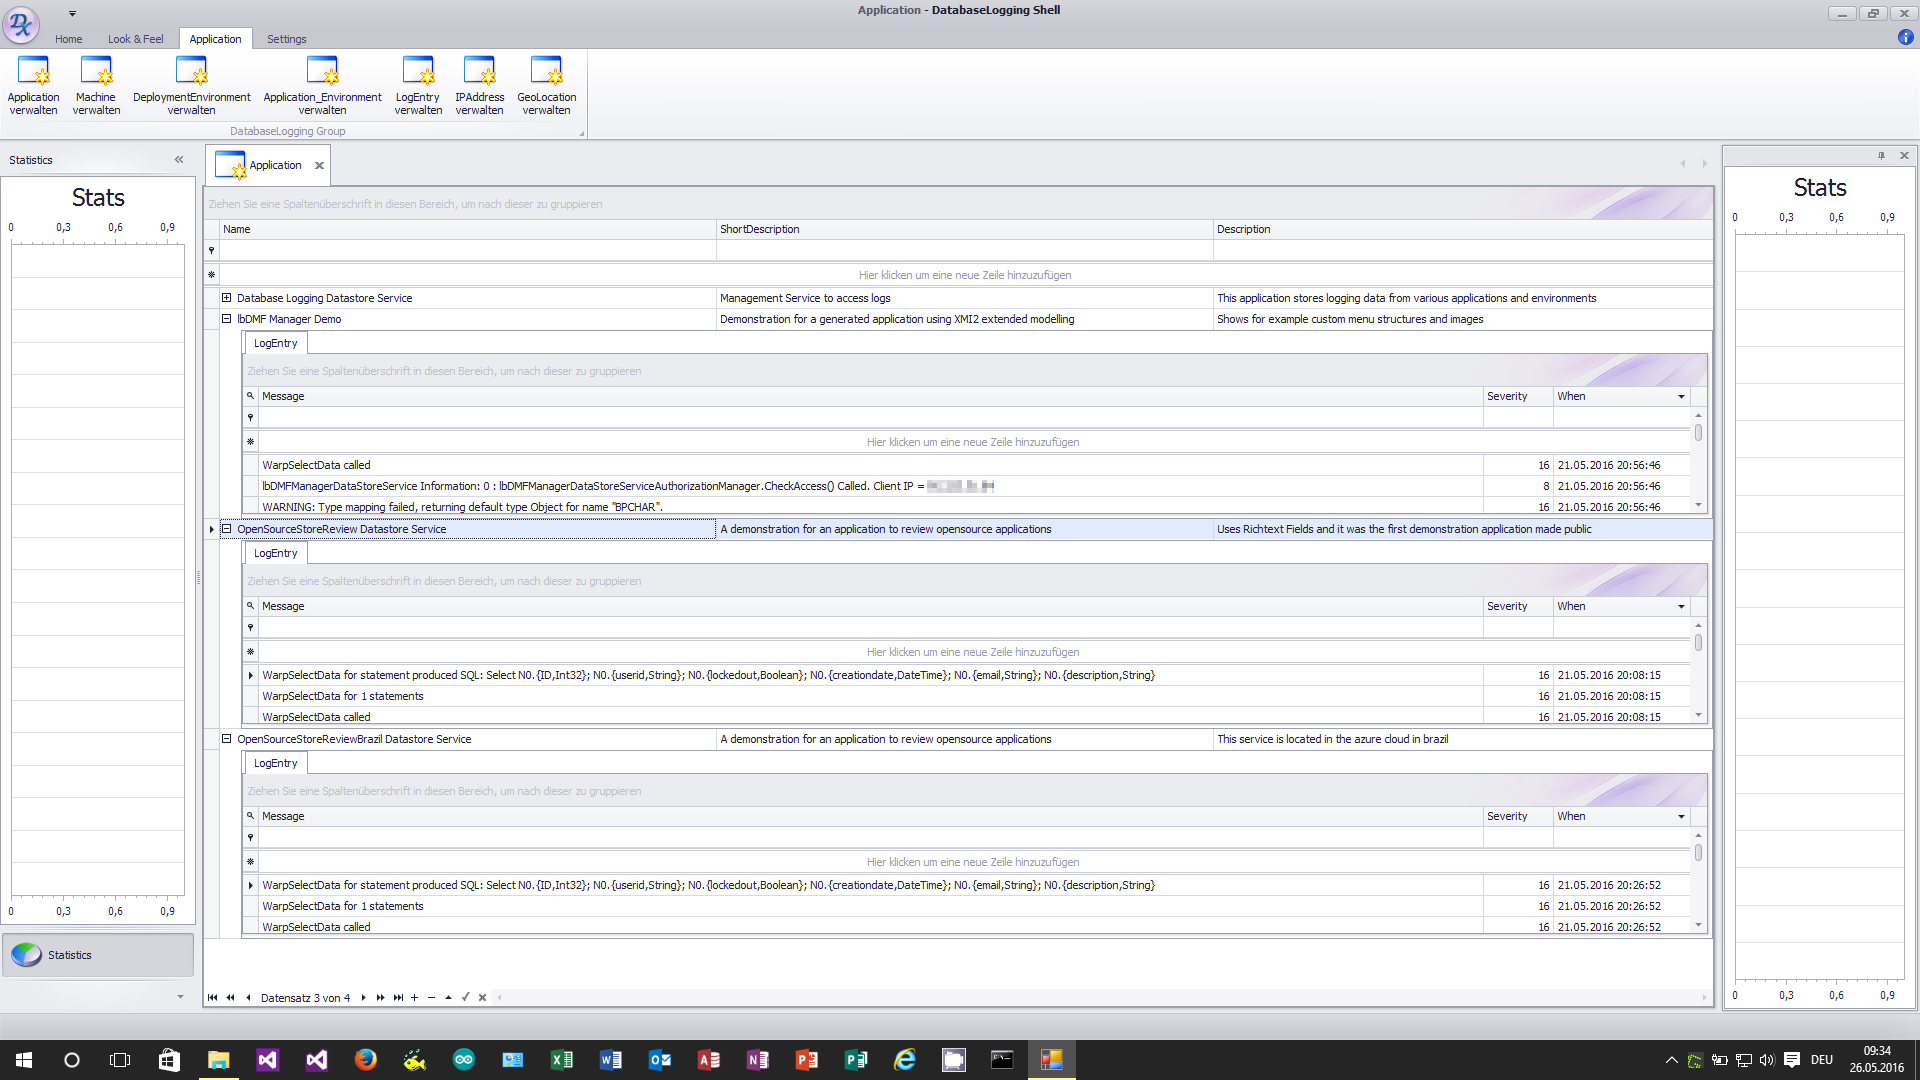 Application - DatabaseLogging Shell
Home
Look & Feel
Application
Settings
Application verwalten
Machine verwalten
DeploymentEnvironment verwalten
Application_Environment verwalten
LogEntry verwalten
IPAddress verwalten
GeoLocation verwalten
DatabaseLogging Group
Statistics
Stats
0 0,3 0,6 0,9
0 0,3 0,6 0,9
Statistics
Application
Ziehen Sie eine Spaltenüberschrift in diesen Bereich, um nach dieser zu gruppieren
Name ShortDescription Description
Hier klicken um eine neue Zeile hinzuzufügen
Database Logging Datastore Service Management Service to access logs This application stores logging data from various applications and environments
lbDMF Manager Demo Demonstration for a generated application using XMI2 extended modelling Shows for example custom menu structures and images
LogEntry
Ziehen Sie eine Spaltenüberschrift in diesen Bereich, um nach dieser zu gruppieren
Message Severity When
Hier klicken um eine neue Zeile hinzuzufügen
WarpSelectData called 16 21.05.2016 20:56:46
lbDMFManagerDataStoreService Information: 0 : lbDMFManagerDataStoreServiceAuthorizationManager.CheckAccess() Called. Client IP = 8 21.05.2016 20:56:46
WARNING: Type mapping failed, returning default type Object for name "BPCHAR". 16 21.05.2016 20:56:46
OpenSourceStoreReview Datastore Service A demonstration for an application to review opensource applications Uses Richtext Fields and it was the first demonstration application made public
LogEntry
Ziehen Sie eine Spaltenüberschrift in diesen Bereich, um nach dieser zu gruppieren
Message Severity When
Hier klicken um eine neue Zeile hinzuzufügen
WarpSelectData for statement produced SQL: Select N0.{ID,Int32}; N0.{userid,String}; N0.{lockedout,Boolean}; N0.{creationdate,DateTime}; N0.{email,String}; N0.{description,String} 16 21.05.2016 20:08:15
WarpSelectData for 1 statements 16 21.05.2016 20:08:15
WarpSelectData called 16 21.05.2016 20:08:15
OpenSourceStoreReviewBrazil Datastore Service A demonstration for an application to review opensource applications This service is located in the azure cloud in brazil
LogEntry
Ziehen Sie eine Spaltenüberschrift in diesen Bereich, um nach dieser zu gruppieren
Message Severity When
Hier klicken um eine neue Zeile hinzuzufügen
WarpSelectData for statement produced SQL: Select N0.{ID,Int32}; N0.{userid,String}; N0.{lockedout,Boolean}; N0.{creationdate,DateTime}; N0.{email,String}; N0.{description,String} 16 21.05.2016 20:26:52
WarpSelectData for 1 statements 16 21.05.2016 20:26:52
WarpSelectData called 16 21.05.2016 20:26:52
Datensatz 3 von 4
Stats
0 0,3 0,6 0,9
0 0,3 0,6 0,9
DEU
09:34
26.05.2016